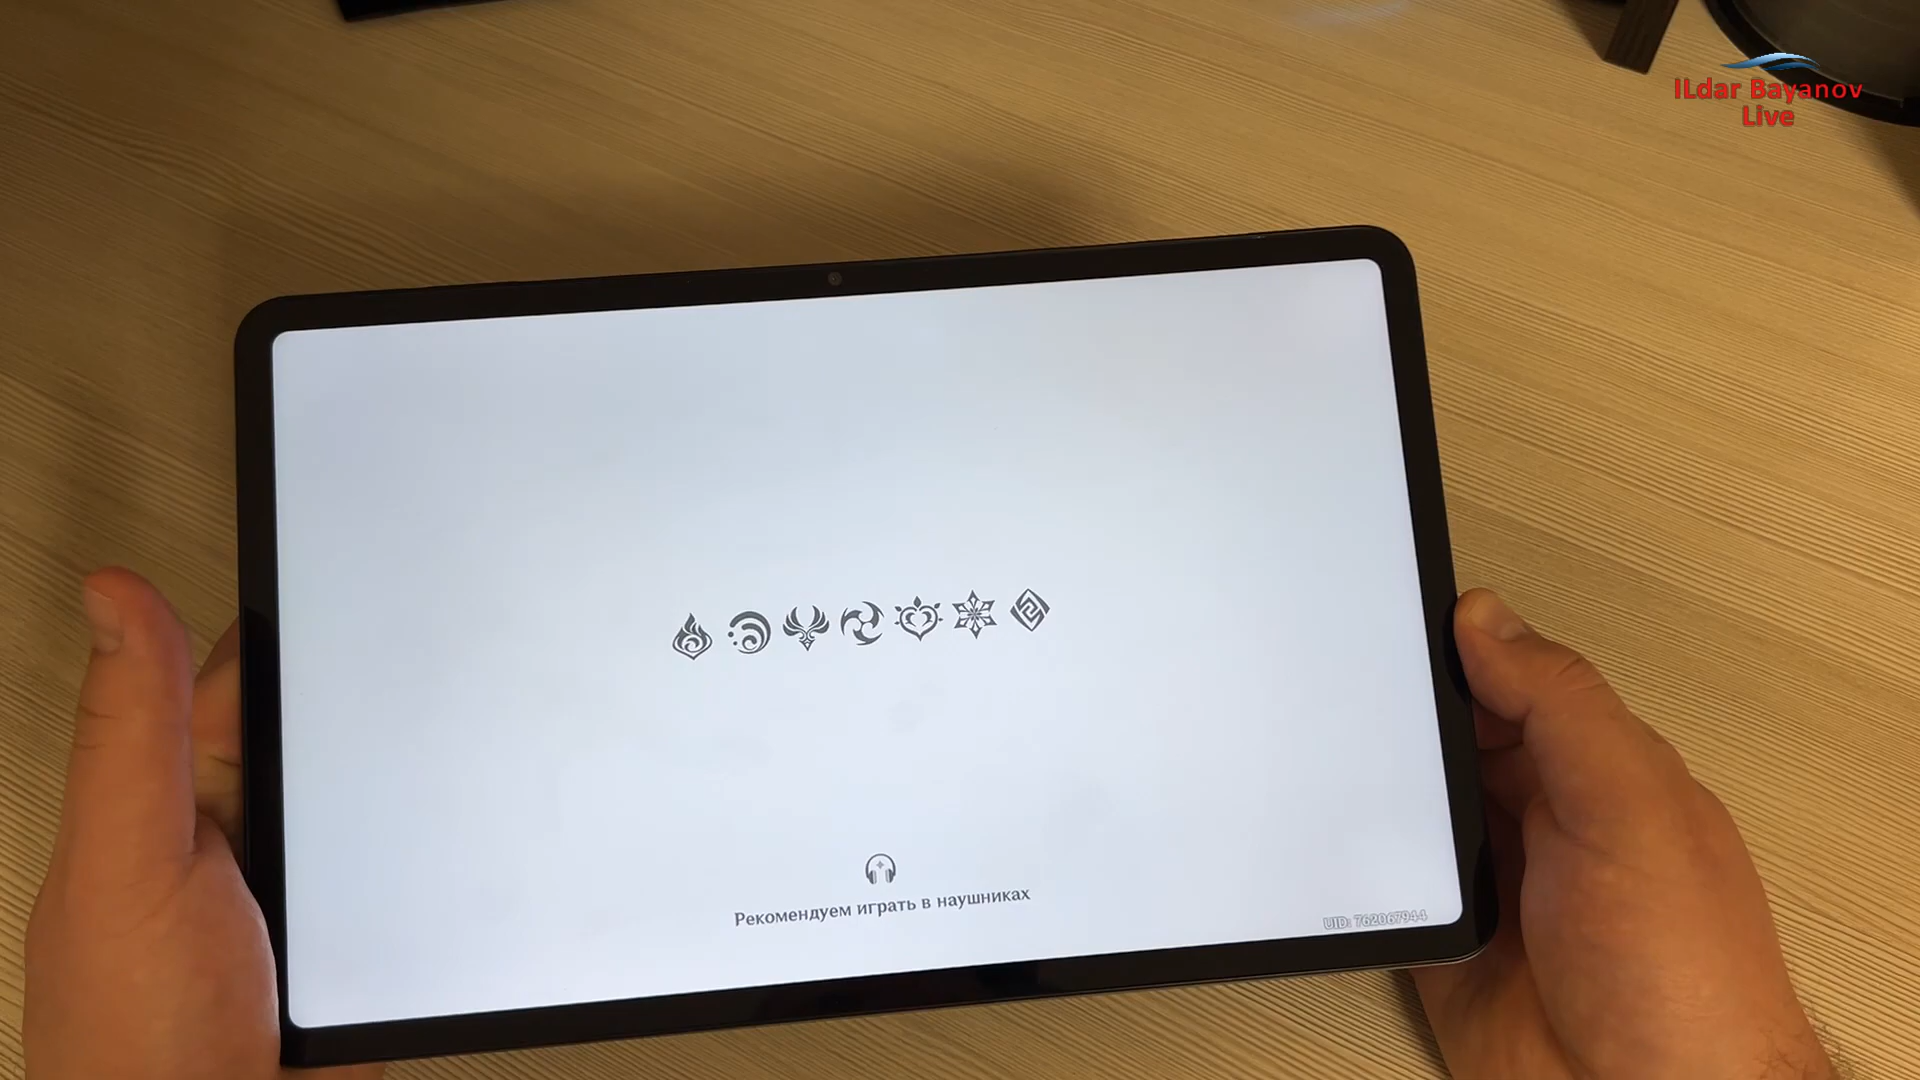 ILdar Bayanov
Live
Рекомендуем играть в наушниках
UID: 762067944